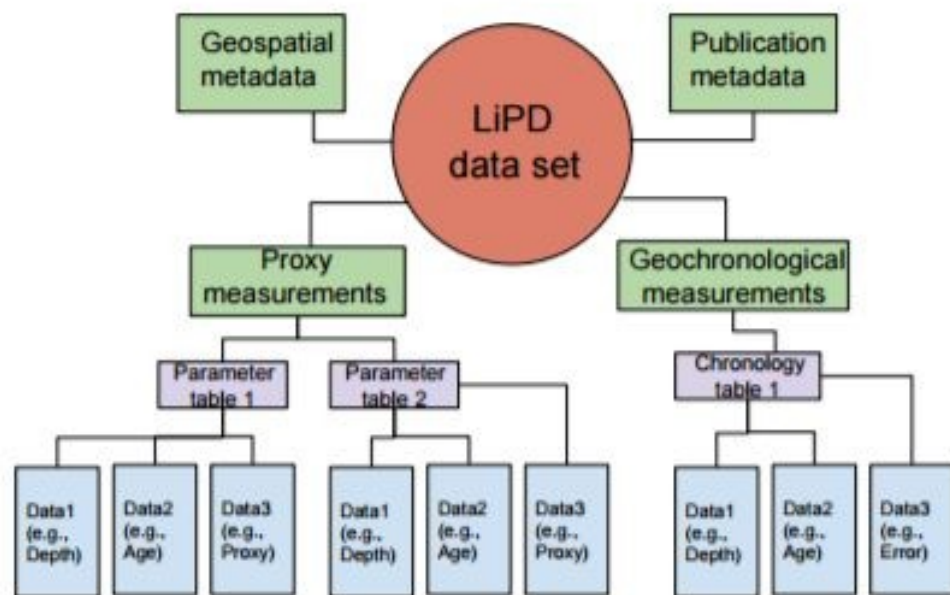 Geospatial
metadata
Publication
metadata
LiPD
data set
Proxy
measurements
Geochronological
measurements
Parameter
table 1
Parameter
table 2
Chronology
table 1
Data1
(e.g.,
Depth)
Data2
(e.g.,
Age)
Data3
(e.g.,
Proxy)
Data1
(e.g.,
Depth)
Data2
(e.g.,
Age)
Data3
(e.g.,
Proxy)
Data1
(e.g.,
Depth)
Data2
(e.g.,
Age)
Data3
(e.g.,
Error)